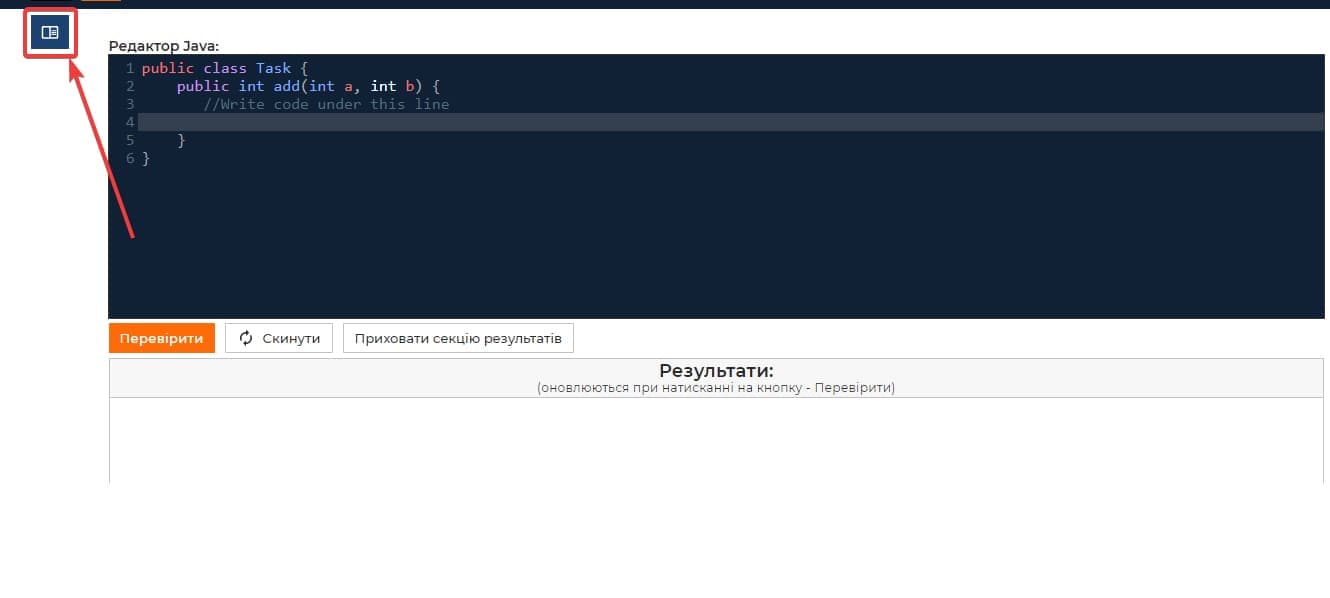 Редактор Java:
1 public class Task {
2 public int add(int a, int b) {
3 //Write code under this line
4
5 }
6 }
Перевірити Скинути Приховати секцію результатів
Результати:
(оновлюються при натисканні на кнопку - Перевірити)